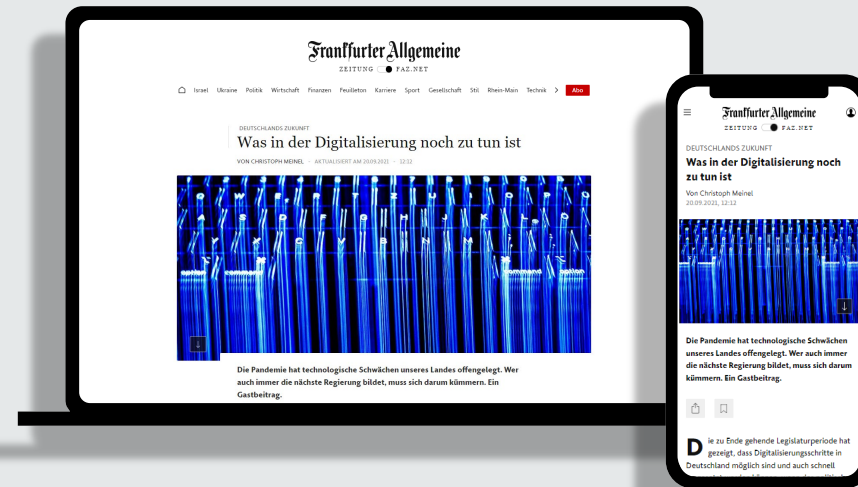 Frankfurter Allgemeine
ZEITUNG FAZ.NET
Israel Ukraine Politik Wirtschaft Finanzen Feuilleton Karriere Sport Gesellschaft Stil Rhein-Main Technik Abo
DEUTSCHLANDS ZUKUNFT
Was in der Digitalisierung noch zu tun ist
VON CHRISTOPH MEINEL - AKTUALISIERT AM 20.09.2021 - 12:12
option command
command option
Die Pandemie hat technologische Schwächen unseres Landes offengelegt. Wer
auch immer die nächste Regierung bildet, muss sich darum kümmern. Ein
Gastbeitrag.
Frankfurter Allgemeine
ZEITUNG FAZ.NET
DEUTSCHLANDS ZUKUNFT
Was in der Digitalisierung noch
zu tun ist
Von Christoph Meinel
20.09.2021, 12:12
Die Pandemie hat technologische Schwächen
unseres Landes offengelegt. Wer auch immer
die nächste Regierung bildet, muss sich darum
kümmern. Ein Gastbeitrag.
Die zu Ende gehende Legislaturperiode hat
gezeigt, dass Digitalisierungsschritte in
Deutschland möglich sind und auch schnell